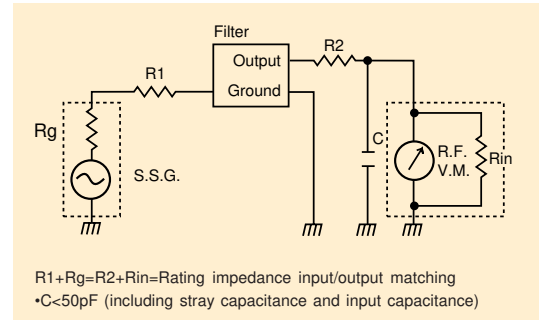 Filter
Output
R2
R1
Ground
Rg
C
R.F.
V.M.
Rin
S.S.G.
R1+Rg=R2+Rin=Rating impedance input/output matching
•C<50pF (including stray capacitance and input capacitance)